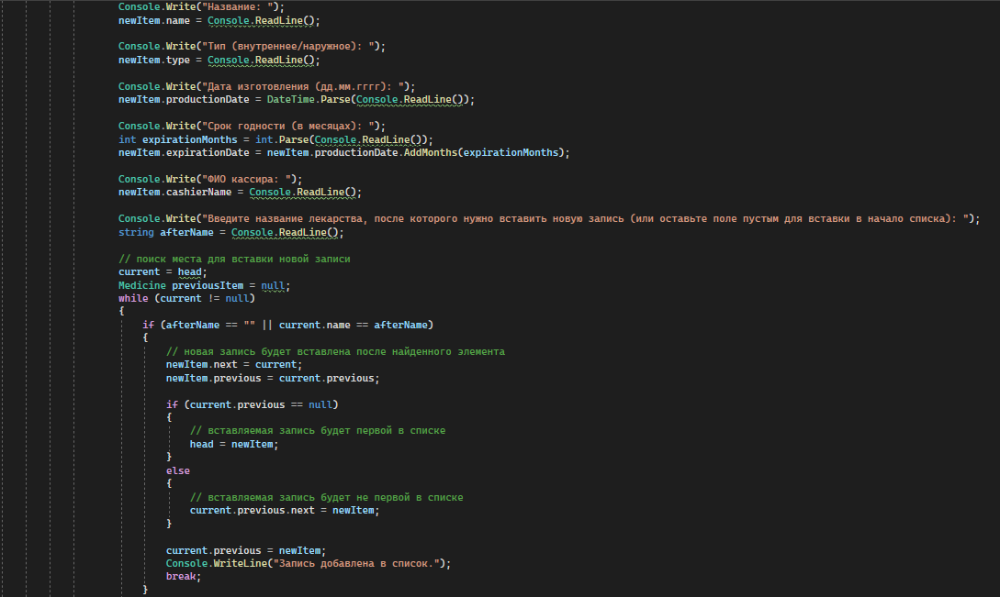 Console.Write("Название: ");
newItem.name = Console.ReadLine();
Console.Write("Тип (внутреннее/наружное): ");
newItem.type = Console.ReadLine();
Console.Write("Дата изготовления (дд.мм.гггг): ");
newItem.productionDate = DateTime.Parse(Console.ReadLine());
Console.Write("Срок годности (в месяцах): ");
int expirationMonths = int.Parse(Console.ReadLine());
newItem.expirationDate = newItem.productionDate.AddMonths(expirationMonths);
Console.Write("ФИО кассира: ");
newItem.cashierName = Console.ReadLine();
Console.Write("Введите название лекарства, после которого нужно вставить новую запись (или оставьте поле пустым для вставки в начало списка): ");
string afterName = Console.ReadLine();
// поиск места для вставки новой записи
current = head;
Medicine previousItem = null;
while (current != null)
{
if (afterName == "" || current.name == afterName)
{
// новая запись будет вставлена после найденного элемента
newItem.next = current;
newItem.previous = current.previous;
if (current.previous == null)
{
// вставляемая запись будет первой в списке
head = newItem;
}
else
{
// вставляемая запись будет не первой в списке
current.previous.next = newItem;
}
current.previous = newItem;
Console.WriteLine("Запись добавлена в список.");
break;
}